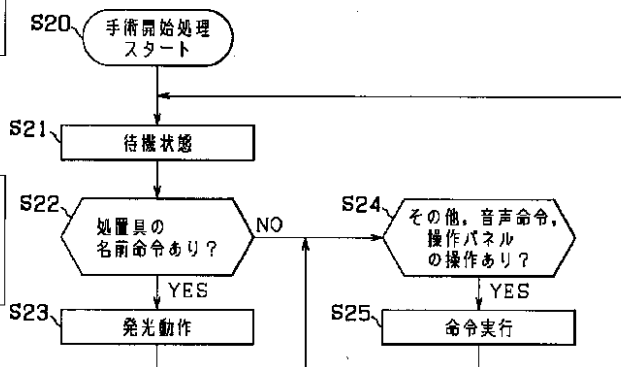 S20
手術開始処理
スタート
S21
待機状態
S22
処置具の
名前命令あり?
NO
YES
S24
その他,音声命令,
操作パネル
の操作あり?
YES
S23
発光動作
S25
命令実行